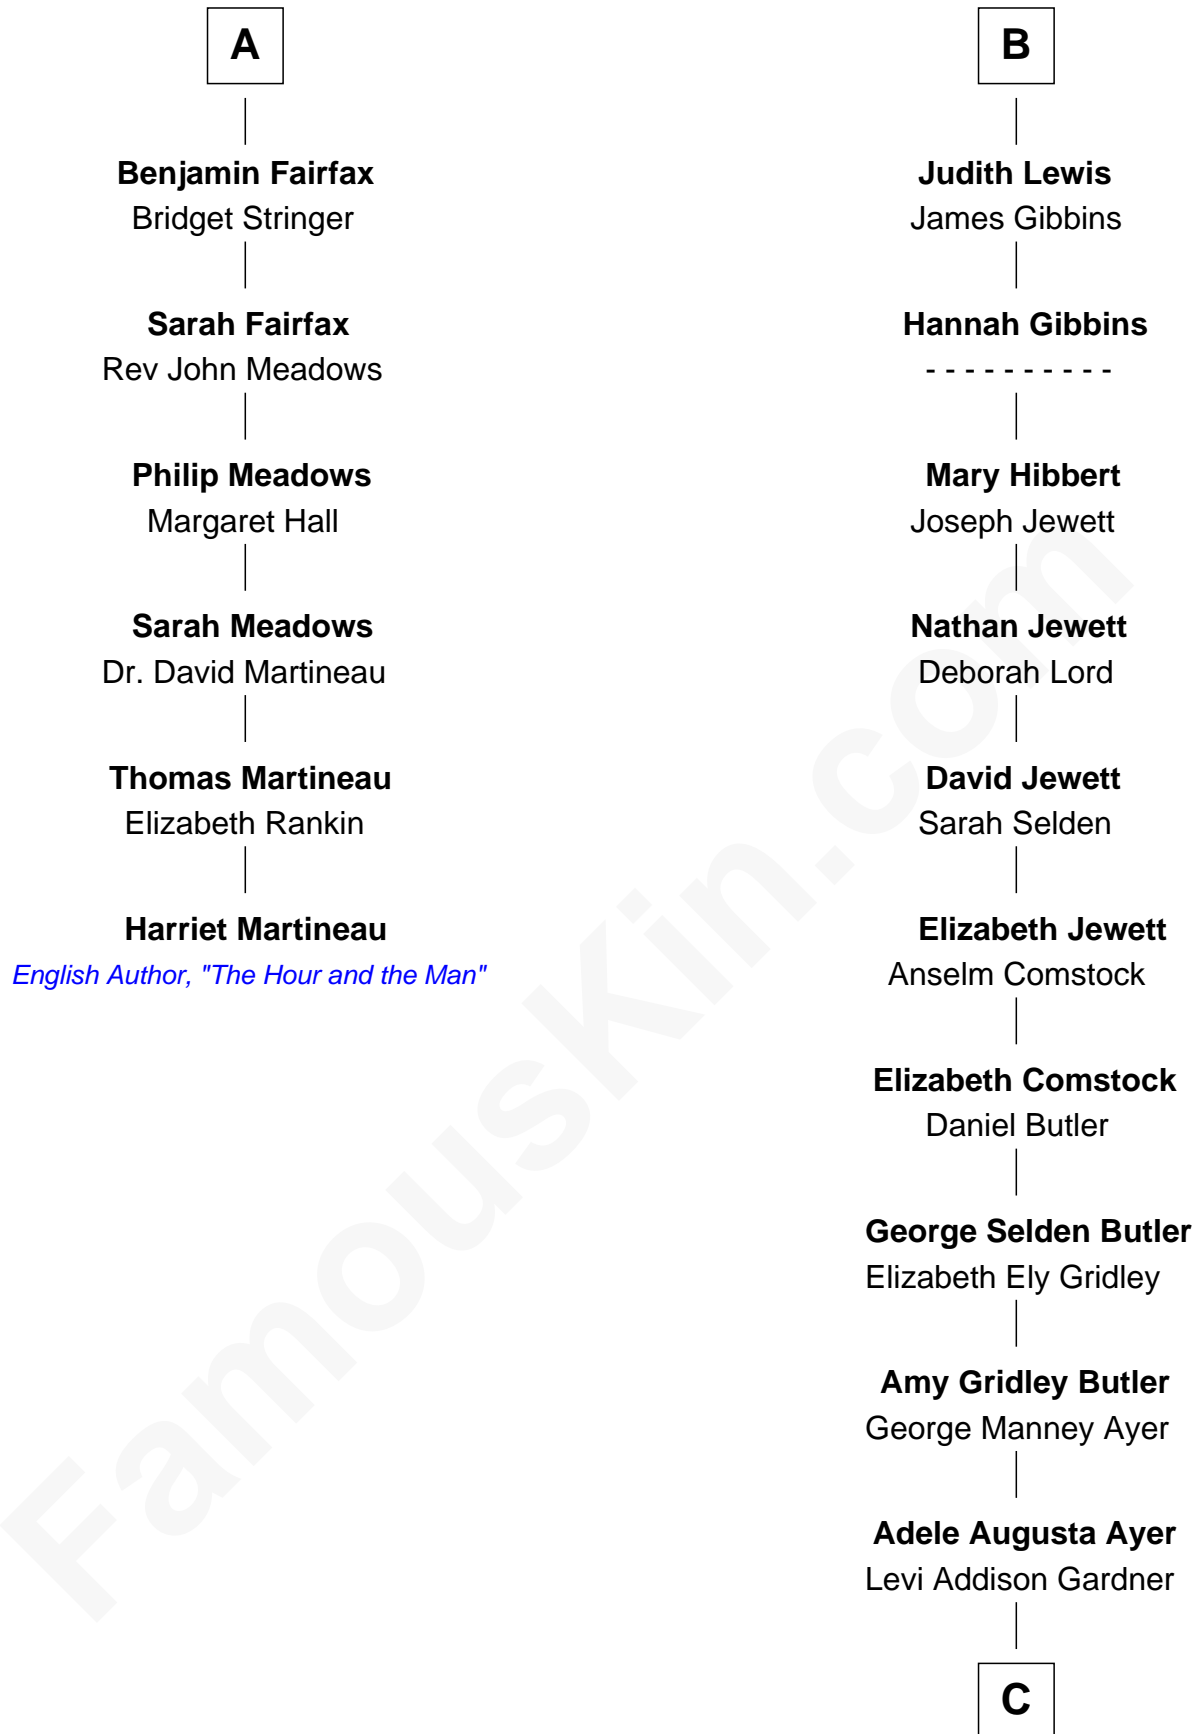 A
Benjamin Fairfax
Bridget Stringer
Sarah Fairfax
Rev John Meadows
Philip Meadows
Margaret Hall
Sarah Meadows
Dr. David Martineau
Thomas Martineau
Elizabeth Rankin
Harriet Martineau
English Author, "The Hour and the Man"
B
Judith Lewis
James Gibbins
Hannah Gibbins
- - - - - - - - - -
Mary Hibbert
Joseph Jewett
Nathan Jewett
Deborah Lord
David Jewett
Sarah Selden
Elizabeth Jewett
Anselm Comstock
Elizabeth Comstock
Daniel Butler
George Selden Butler
Elizabeth Ely Gridley
Amy Gridley Butler
George Manney Ayer
Adele Augusta Ayer
Levi Addison Gardner
C
FamousKin.com